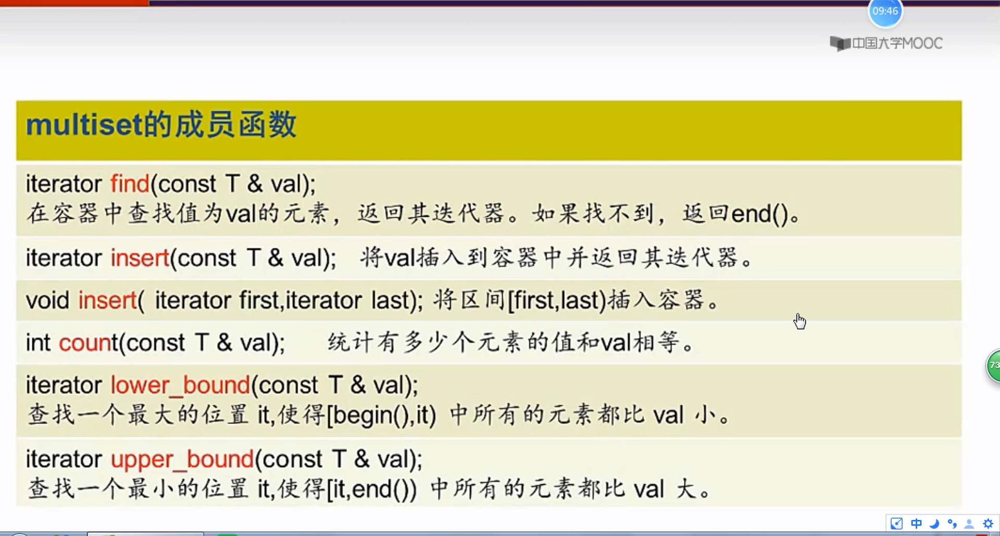 09:46
中国大学MOOC
multiset的成员函数
iterator find(const T & val);
在容器中查找值为val的元素，返回其迭代器。如果找不到，返回end()。
iterator insert(const T & val); 将val插入到容器中并返回其迭代器。
void insert( iterator first,iterator last); 将区间[first,last)插入容器。
int count(const T & val); 统计有多少个元素的值和val相等。
iterator lower_bound(const T & val);
查找一个最大的位置 it,使得[begin(),it) 中所有的元素都比 val 小。
iterator upper_bound(const T & val);
查找一个最小的位置 it,使得[it,end()) 中所有的元素都比 val 大。
73
中